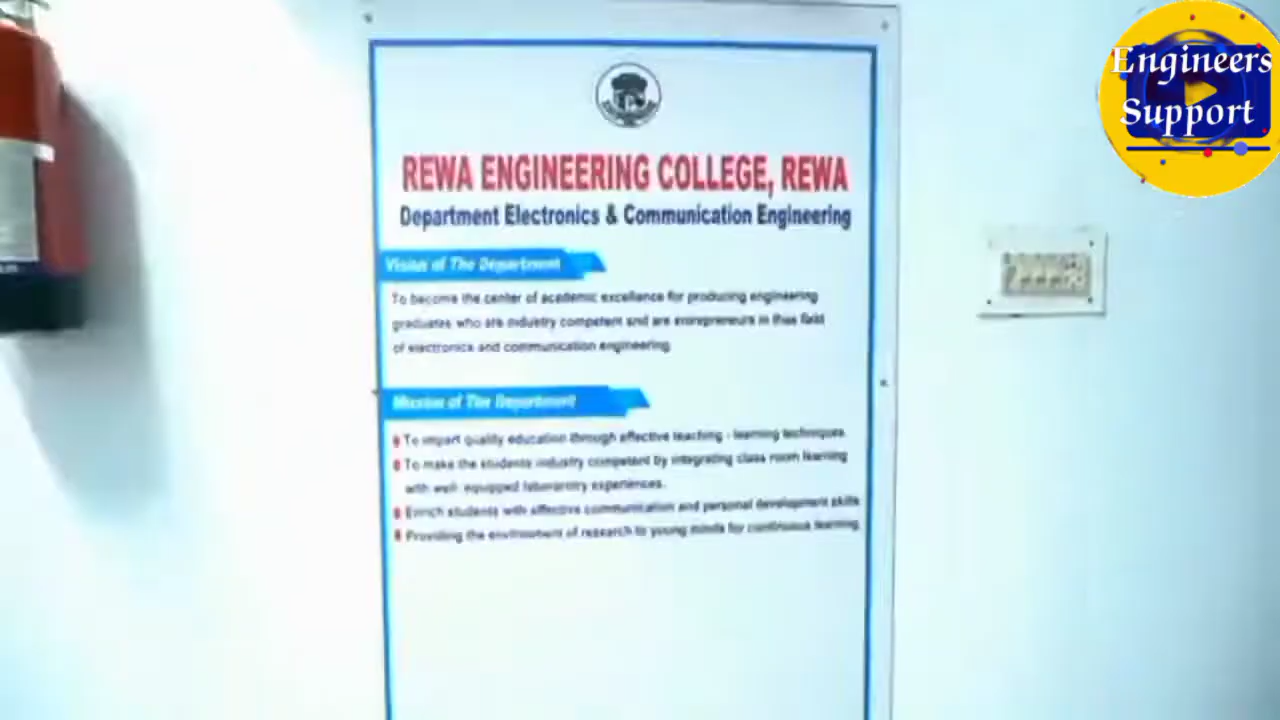 REWA ENGINEERING COLLEGE, REWA
Department Electronics & Communication Engineering
Vision of The Department
To become the center of academic excellence for producing engineering
graduates who are industry competent and are entrepreneurs in thae field
of electronics and communication engineering
Mission of The Department
To impart quality education through effective teaching - learning techniques
To make the students industry competent by integrating class room learning
with well equipped laboratory experiences.
Enrich students with effective communication and personal development skills
Providing the environment of research to young minds for continuous learning
Engineers
Support